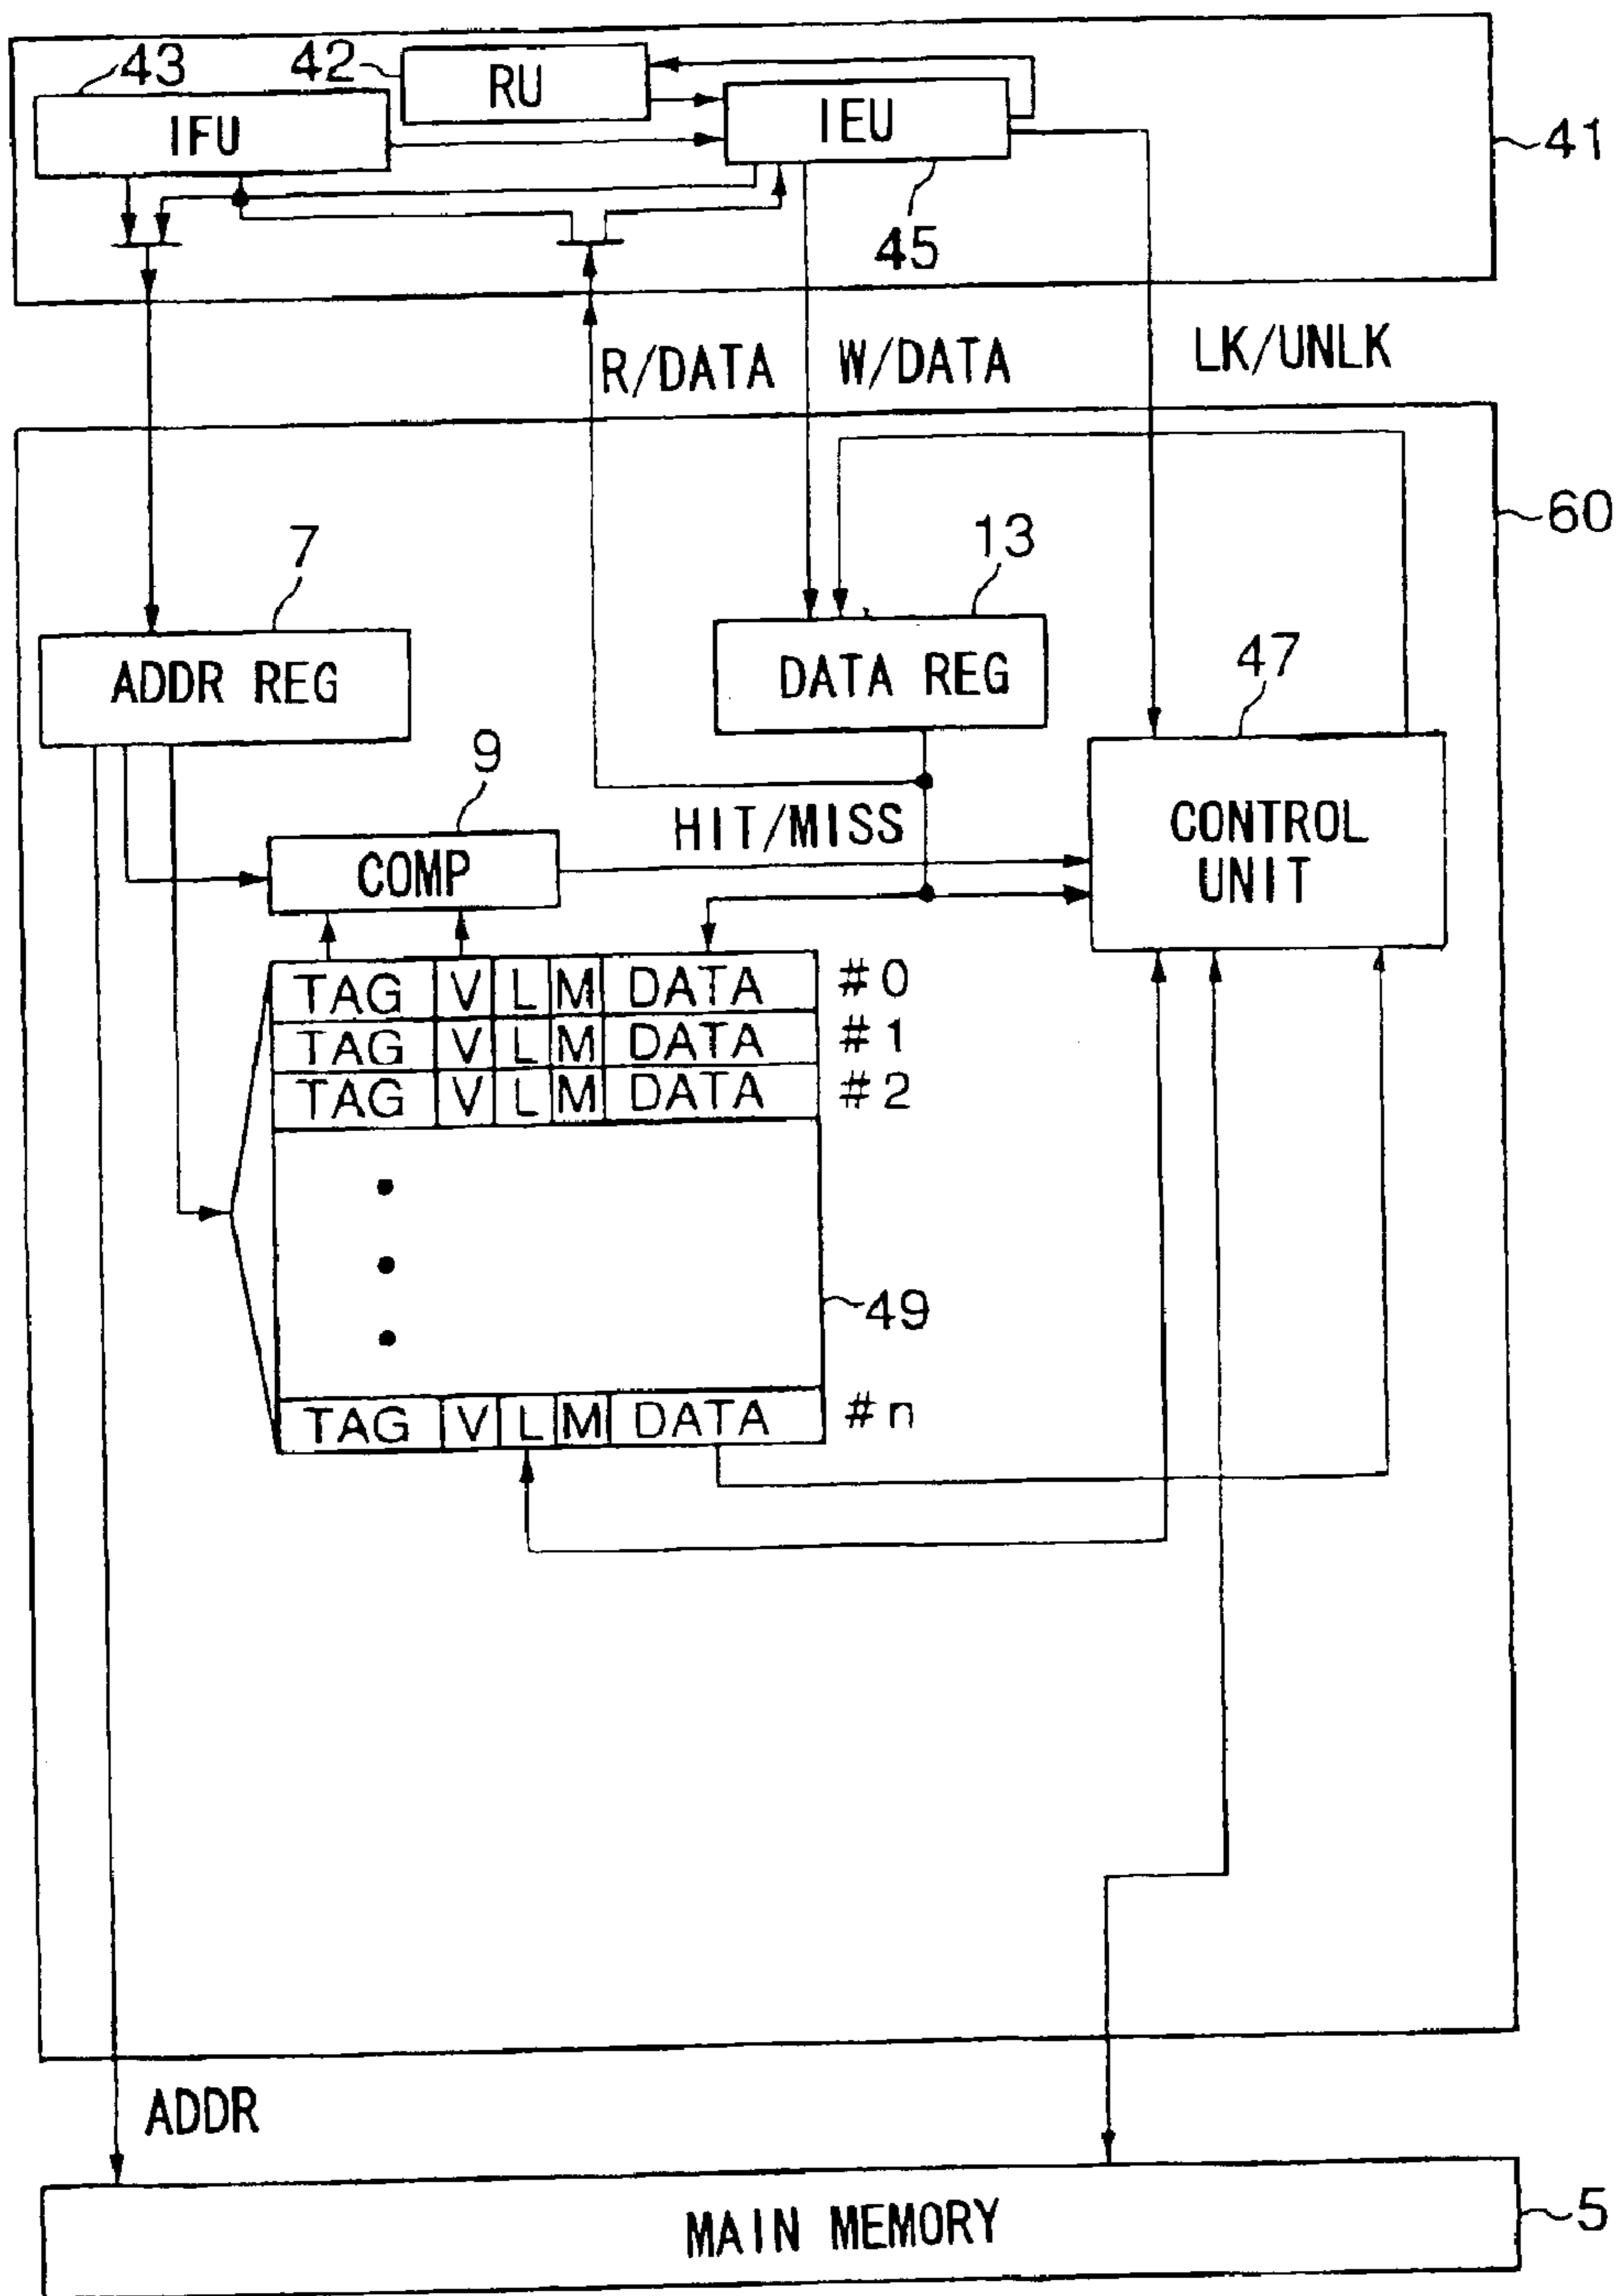 43
42
RU
IFU
IEU
41
45
R/DATA
W/DATA
LK/UNLK
60
7
13
ADDR REG
DATA REG
47
9
HIT/MISS
COMP
CONTROL
UNIT
TAG V L M DATA #0
TAG V L M DATA #1
TAG V L M DATA #2
49
TAG V L M DATA #n
ADDR
MAIN MEMORY
5